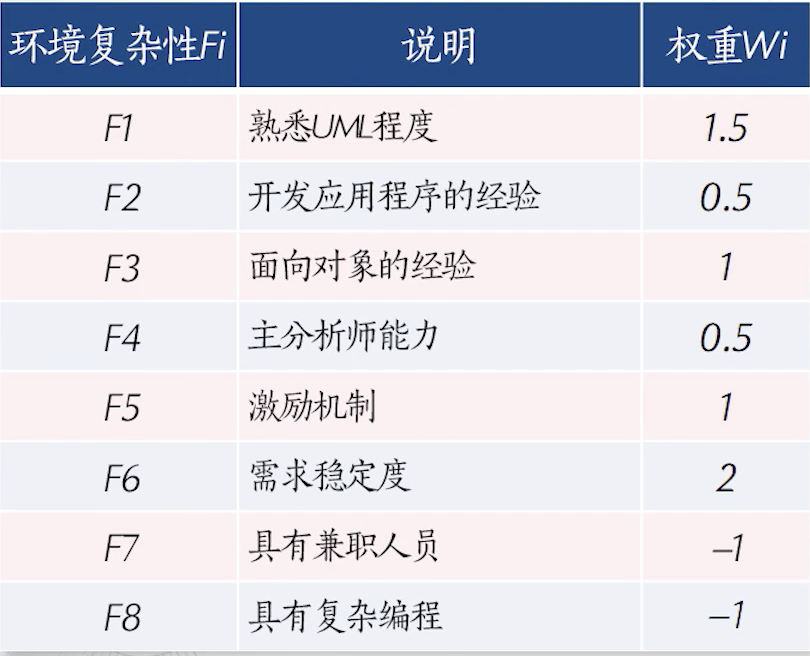 环境复杂性Fi 说明 权重Wi
F1 熟悉UML程度 1.5
F2 开发应用程序的经验 0.5
F3 面向对象的经验 1
F4 主分析师能力 0.5
F5 激励机制 1
F6 需求稳定度 2
F7 具有兼职人员 –1
F8 具有复杂编程 –1